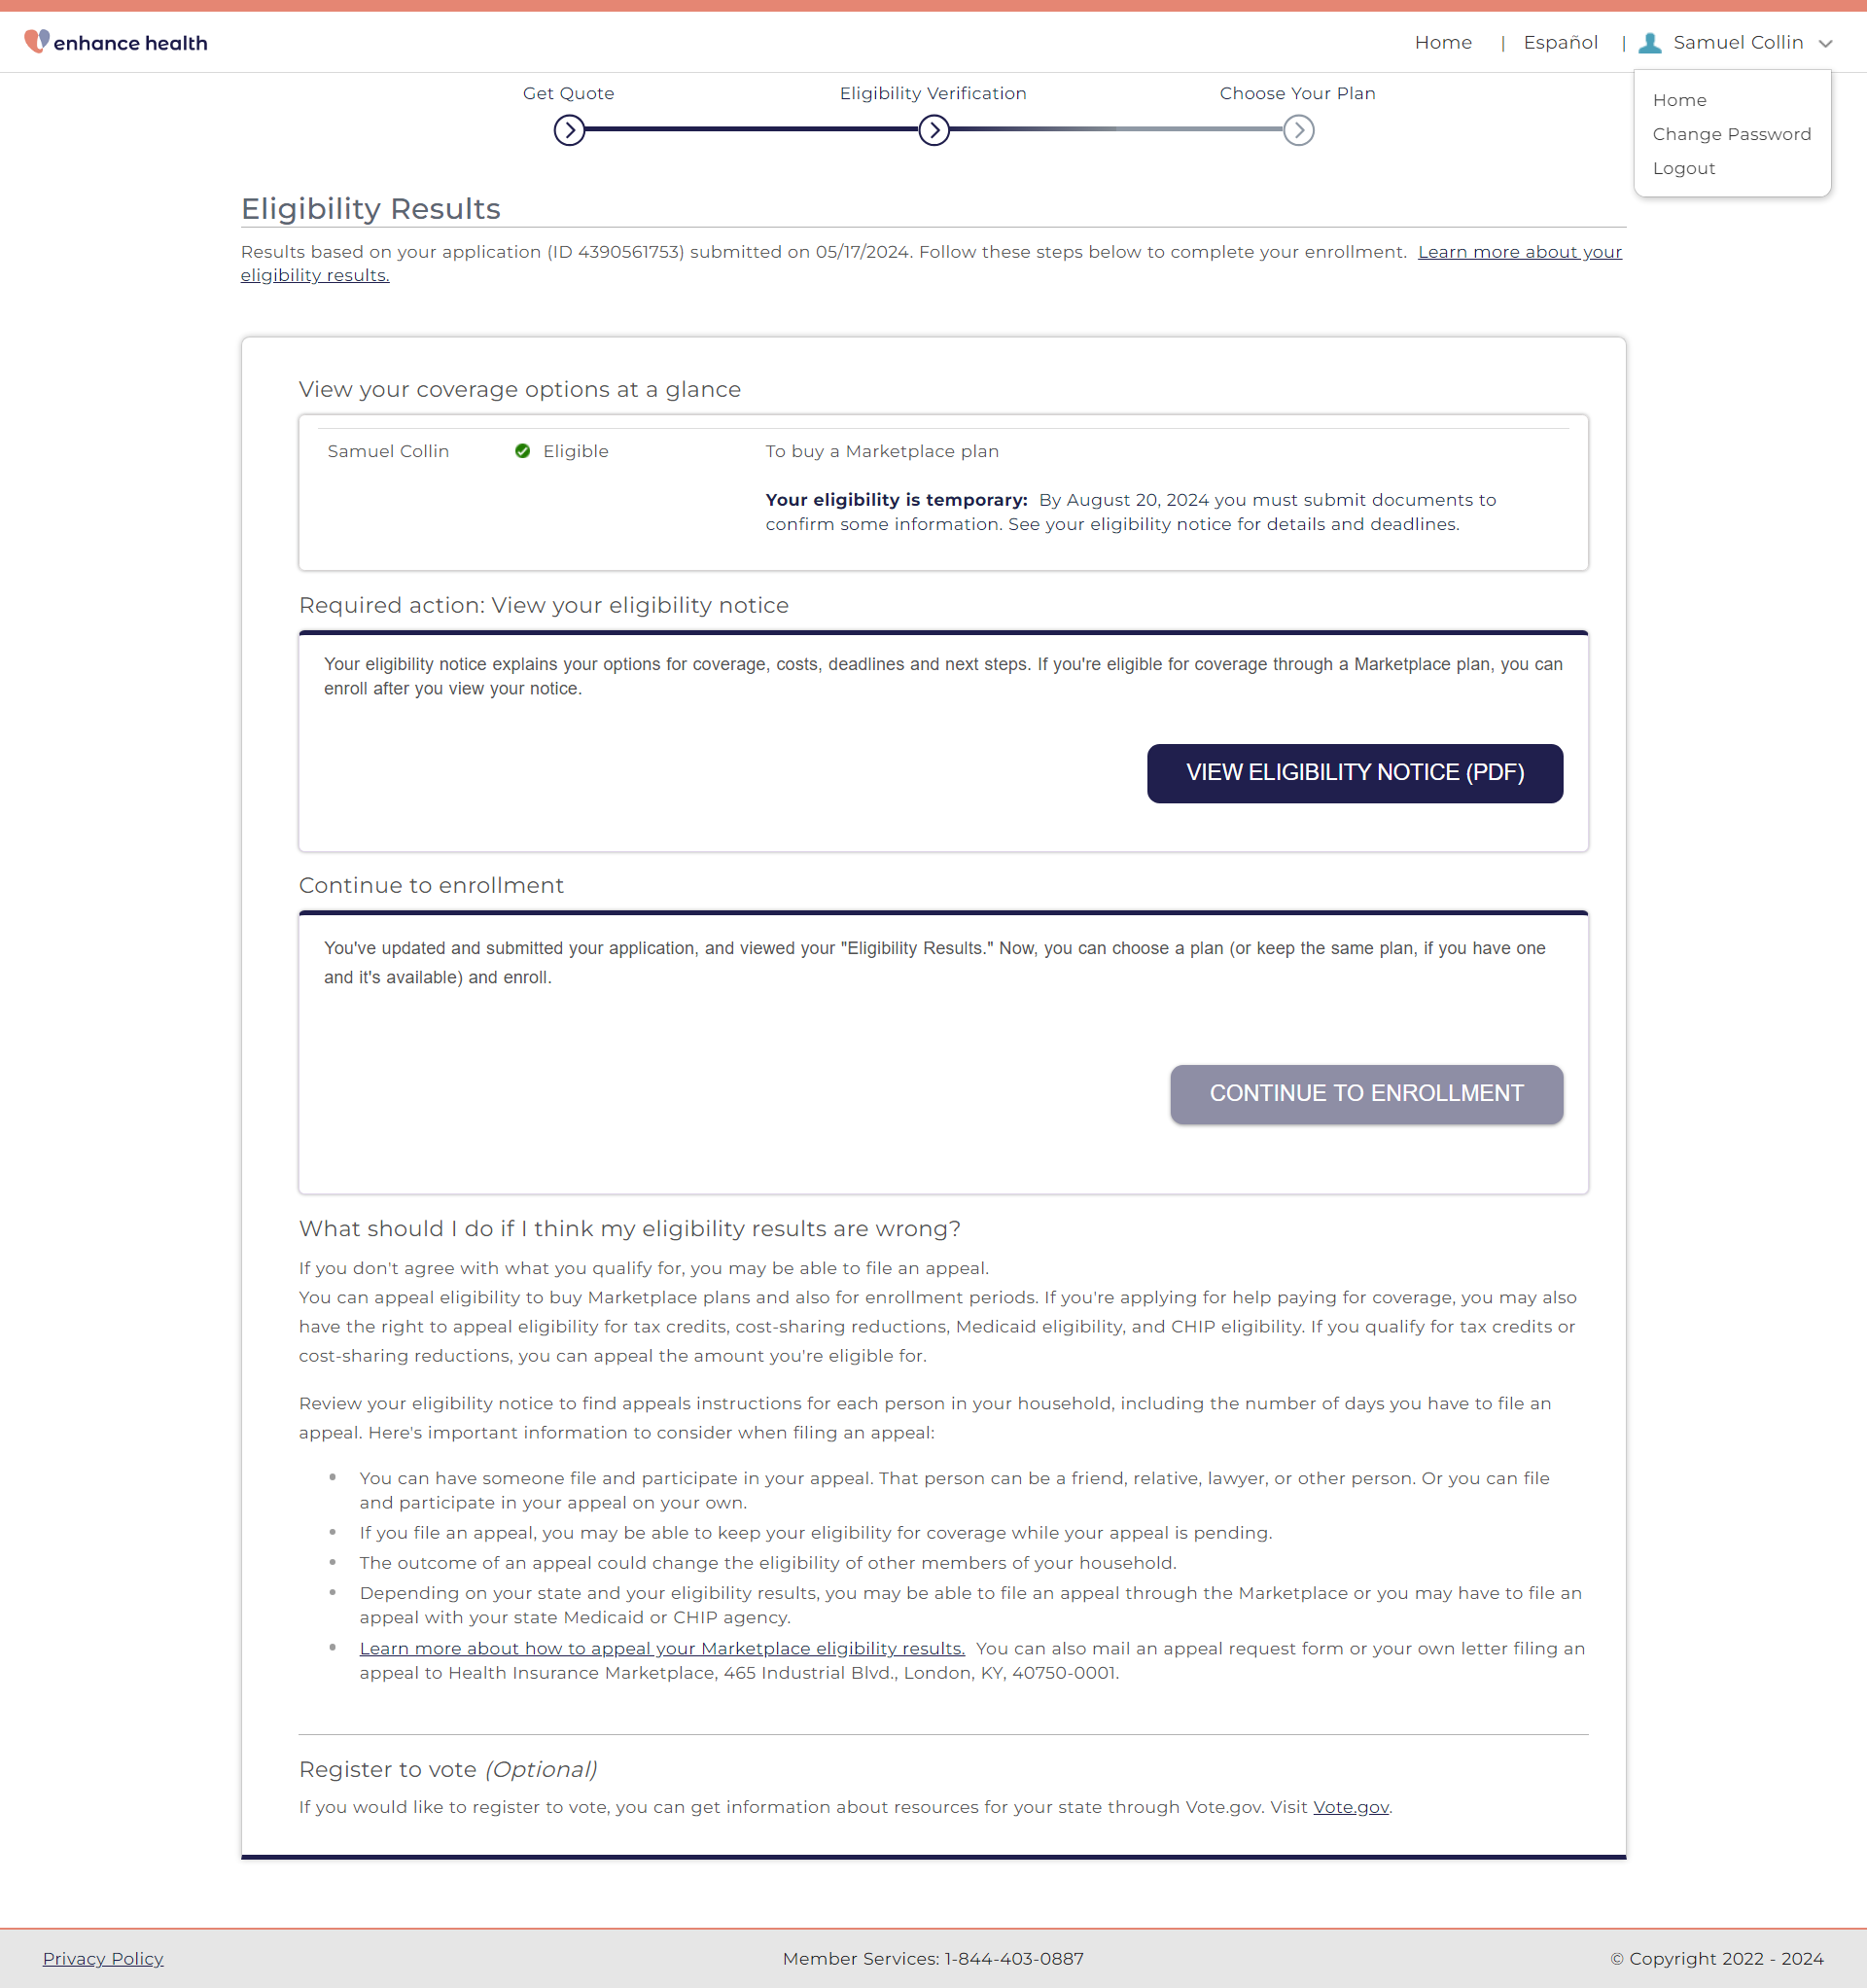 enhance health
Home | Español | Samuel Collin
Home
Change Password
Logout
Get Quote
Eligibility Verification
Choose Your Plan
Eligibility Results
Results based on your application (ID 4390561753) submitted on 05/17/2024. Follow these steps below to complete your enrollment. Learn more about your
eligibility results.
View your coverage options at a glance
Samuel Collin Eligible To buy a Marketplace plan
Your eligibility is temporary: By August 20, 2024 you must submit documents to
confirm some information. See your eligibility notice for details and deadlines.
Required action: View your eligibility notice
Your eligibility notice explains your options for coverage, costs, deadlines and next steps. If you're eligible for coverage through a Marketplace plan, you can
enroll after you view your notice.
VIEW ELIGIBILITY NOTICE (PDF)
Continue to enrollment
You've updated and submitted your application, and viewed your "Eligibility Results." Now, you can choose a plan (or keep the same plan, if you have one
and it's available) and enroll.
CONTINUE TO ENROLLMENT
What should I do if I think my eligibility results are wrong?
If you don't agree with what you qualify for, you may be able to file an appeal.
You can appeal eligibility to buy Marketplace plans and also for enrollment periods. If you're applying for help paying for coverage, you may also
have the right to appeal eligibility for tax credits, cost-sharing reductions, Medicaid eligibility, and CHIP eligibility. If you qualify for tax credits or
cost-sharing reductions, you can appeal the amount you're eligible for.
Review your eligibility notice to find appeals instructions for each person in your household, including the number of days you have to file an
appeal. Here's important information to consider when filing an appeal:
• You can have someone file and participate in your appeal. That person can be a friend, relative, lawyer, or other person. Or you can file
and participate in your appeal on your own.
• If you file an appeal, you may be able to keep your eligibility for coverage while your appeal is pending.
• The outcome of an appeal could change the eligibility of other members of your household.
• Depending on your state and your eligibility results, you may be able to file an appeal through the Marketplace or you may have to file an
appeal with your state Medicaid or CHIP agency.
• Learn more about how to appeal your Marketplace eligibility results. You can also mail an appeal request form or your own letter filing an
appeal to Health Insurance Marketplace, 465 Industrial Blvd., London, KY, 40750-0001.
Register to vote (Optional)
If you would like to register to vote, you can get information about resources for your state through Vote.gov. Visit Vote.gov.
Privacy Policy
Member Services: 1-844-403-0887
© Copyright 2022 - 2024